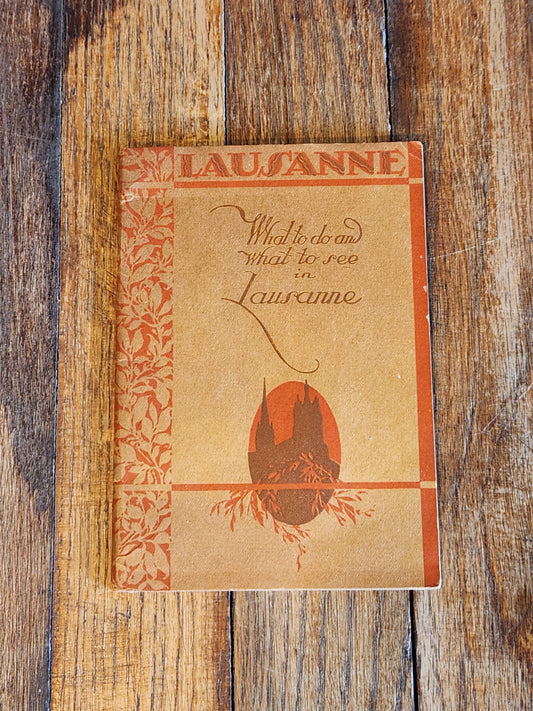 LAUSANNE
What to do and
what to see
in
Lausanne